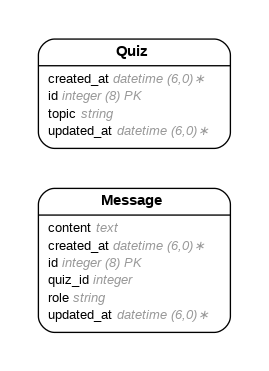 Quiz
created_at datetime (6,0)∗
id integer (8) PK
topic string
updated_at datetime (6,0)∗
Message
content text
created_at datetime (6,0)∗
id integer (8) PK
quiz_id integer
role string
updated_at datetime (6,0)∗